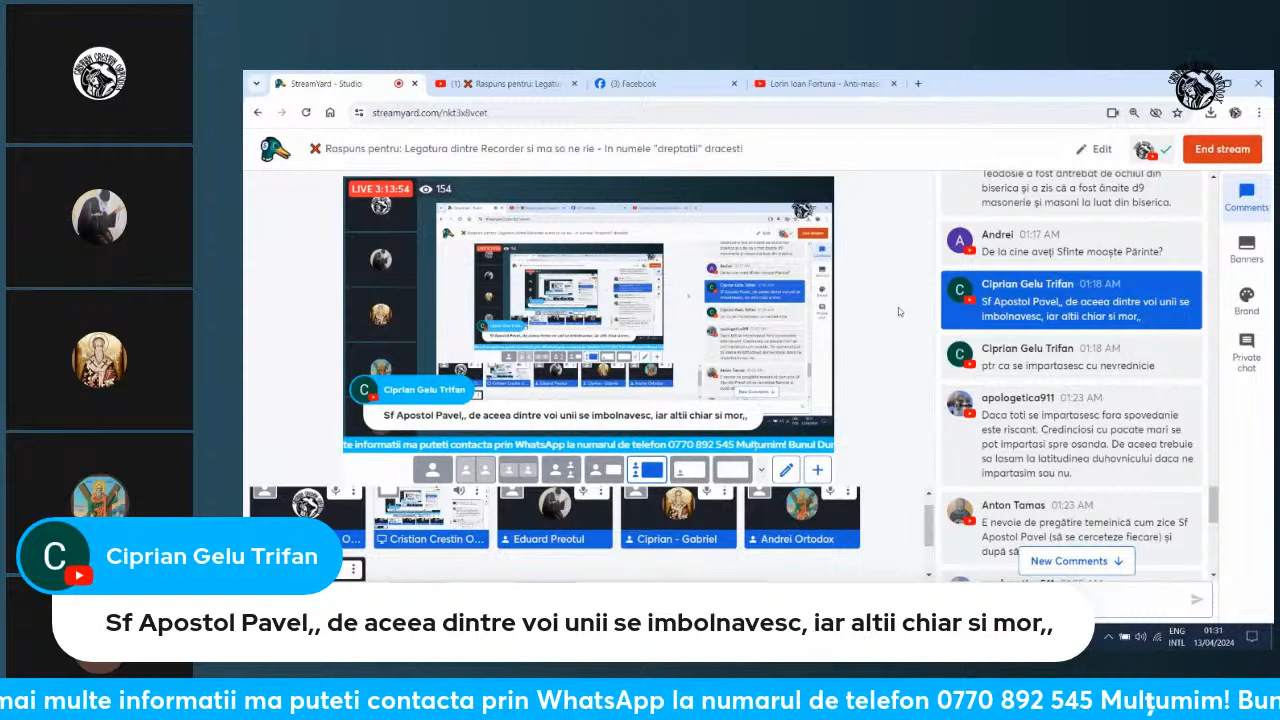 StreamYard - Studio
(1) ❌ Raspuns pentru: Legatu
(3) Facebook
Lorin Ioan Fortuna - Anti-maso
streamyard.com/nkt3x8vcet
❌ Raspuns pentru: Legatura dintre Recorder si ma so ne rie - In numele "dreptatii" dracesti
Edit
End stream
LIVE 3:13:54
154
Ciprian Gelu Trifan
Sf Apostol Pavel,, de aceea dintre voi unii se imbolnavesc, iar altii chiar si mor,,
te informatii ma puteti contacta prin WhatsApp la numarul de telefon 0770 892 545 Mulțumim! Bunul Dum
Cristian Crestin O...
Eduard Preotul
Ciprian - Gabriel
Andrei Ortodox
Teodosie a fost antrebat de ochiul din
biserica și a zis că a fost ânaite d9
masonerie și masoni la luat din biserica.
Andrei 01:17 AM
De la cine aveți Sfinte moaște Părinte?
Ciprian Gelu Trifan 01:18 AM
Sf Apostol Pavel,, de aceea dintre voi unii se
imbolnavesc, iar altii chiar si mor,,
Ciprian Gelu Trifan 01:18 AM
ptr ca se impartasesc cu nevrednicie
apologetica911 01:23 AM
Daca toti se impartasesc fara spovedanie
este riscant. Credinciosi cu pacate mari se
pot impartasi spre osanda. De aceea trebuie
sa lasam la latitudinea duhovnicului daca ne
impartasim sau nu.
Anton Tamas 01:23 AM
E nevoie de pregătire temeinică cum zice Sf
Apostol Pavel (să se cerceteze fiecare) și
după să
New Comments
Comments
Banners
Brand
Private
chat
ENG
INTL
01:31
13/04/2024
Ciprian Gelu Trifan
Sf Apostol Pavel,, de aceea dintre voi unii se imbolnavesc, iar altii chiar si mor,,
mai multe informatii ma puteti contacta prin WhatsApp la numarul de telefon 0770 892 545 Mulțumim! Bun